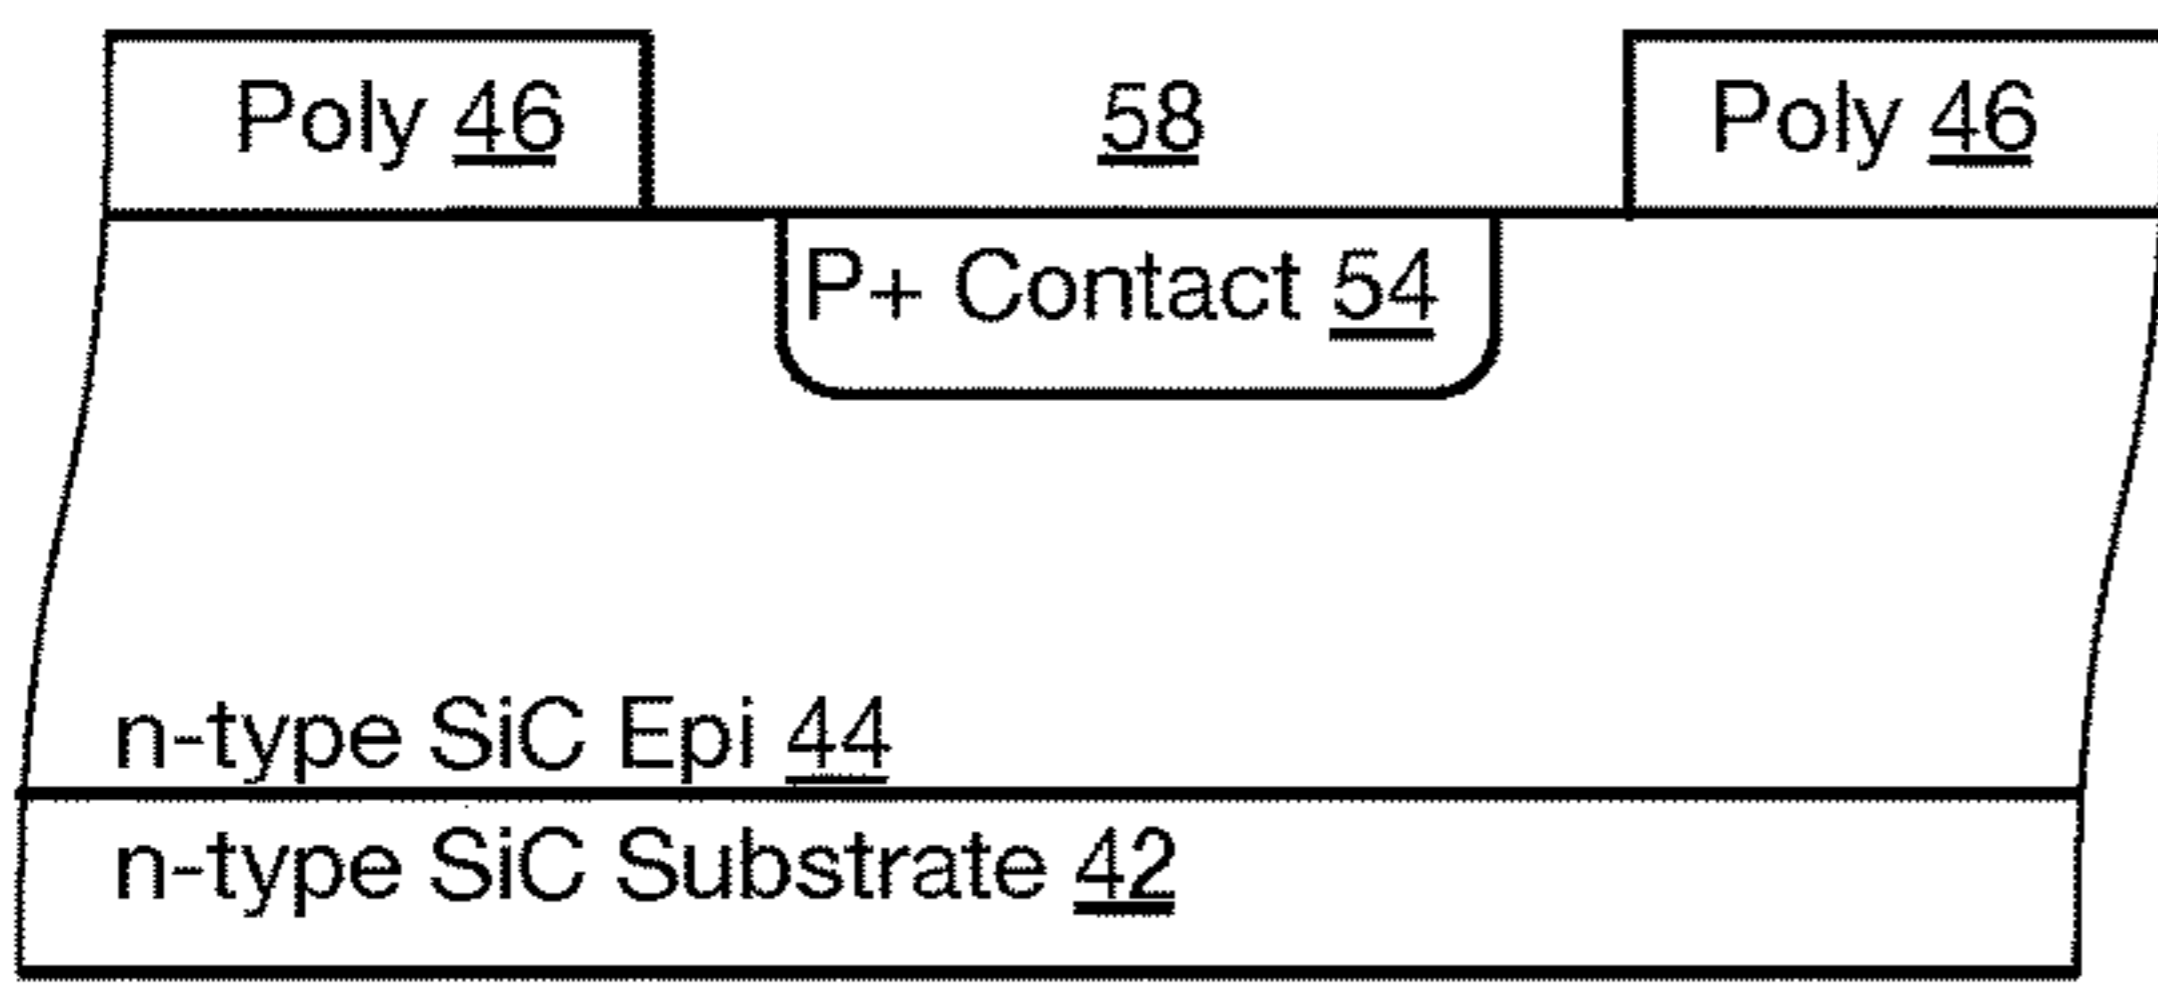 Poly 46 58 Poly 46
P+ Contact 54
n-type SiC Epi 44
n-type SiC Substrate 42